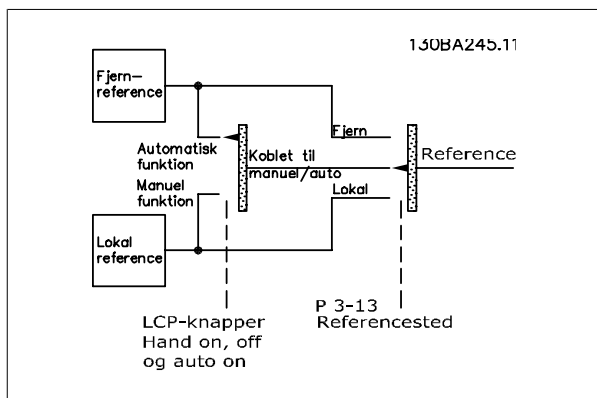 130BA245.11
Fjern-
reference
Fjern
Automatisk
funktion
Koblet til
manuel/auto
Reference
Manuel
funktion
Lokal
Lokal
reference
LCP-knapper
Hand on, off
og auto on
P 3-13
Referencested